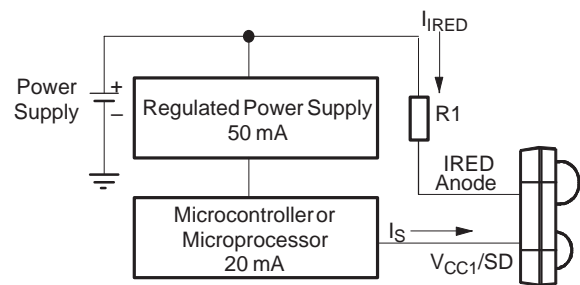 I_IRED
Power
Supply
+
–
Regulated Power Supply
50 mA
R1
IRED
Anode
Microcontroller or
Microprocessor
20 mA
I_S
V_CC1/SD